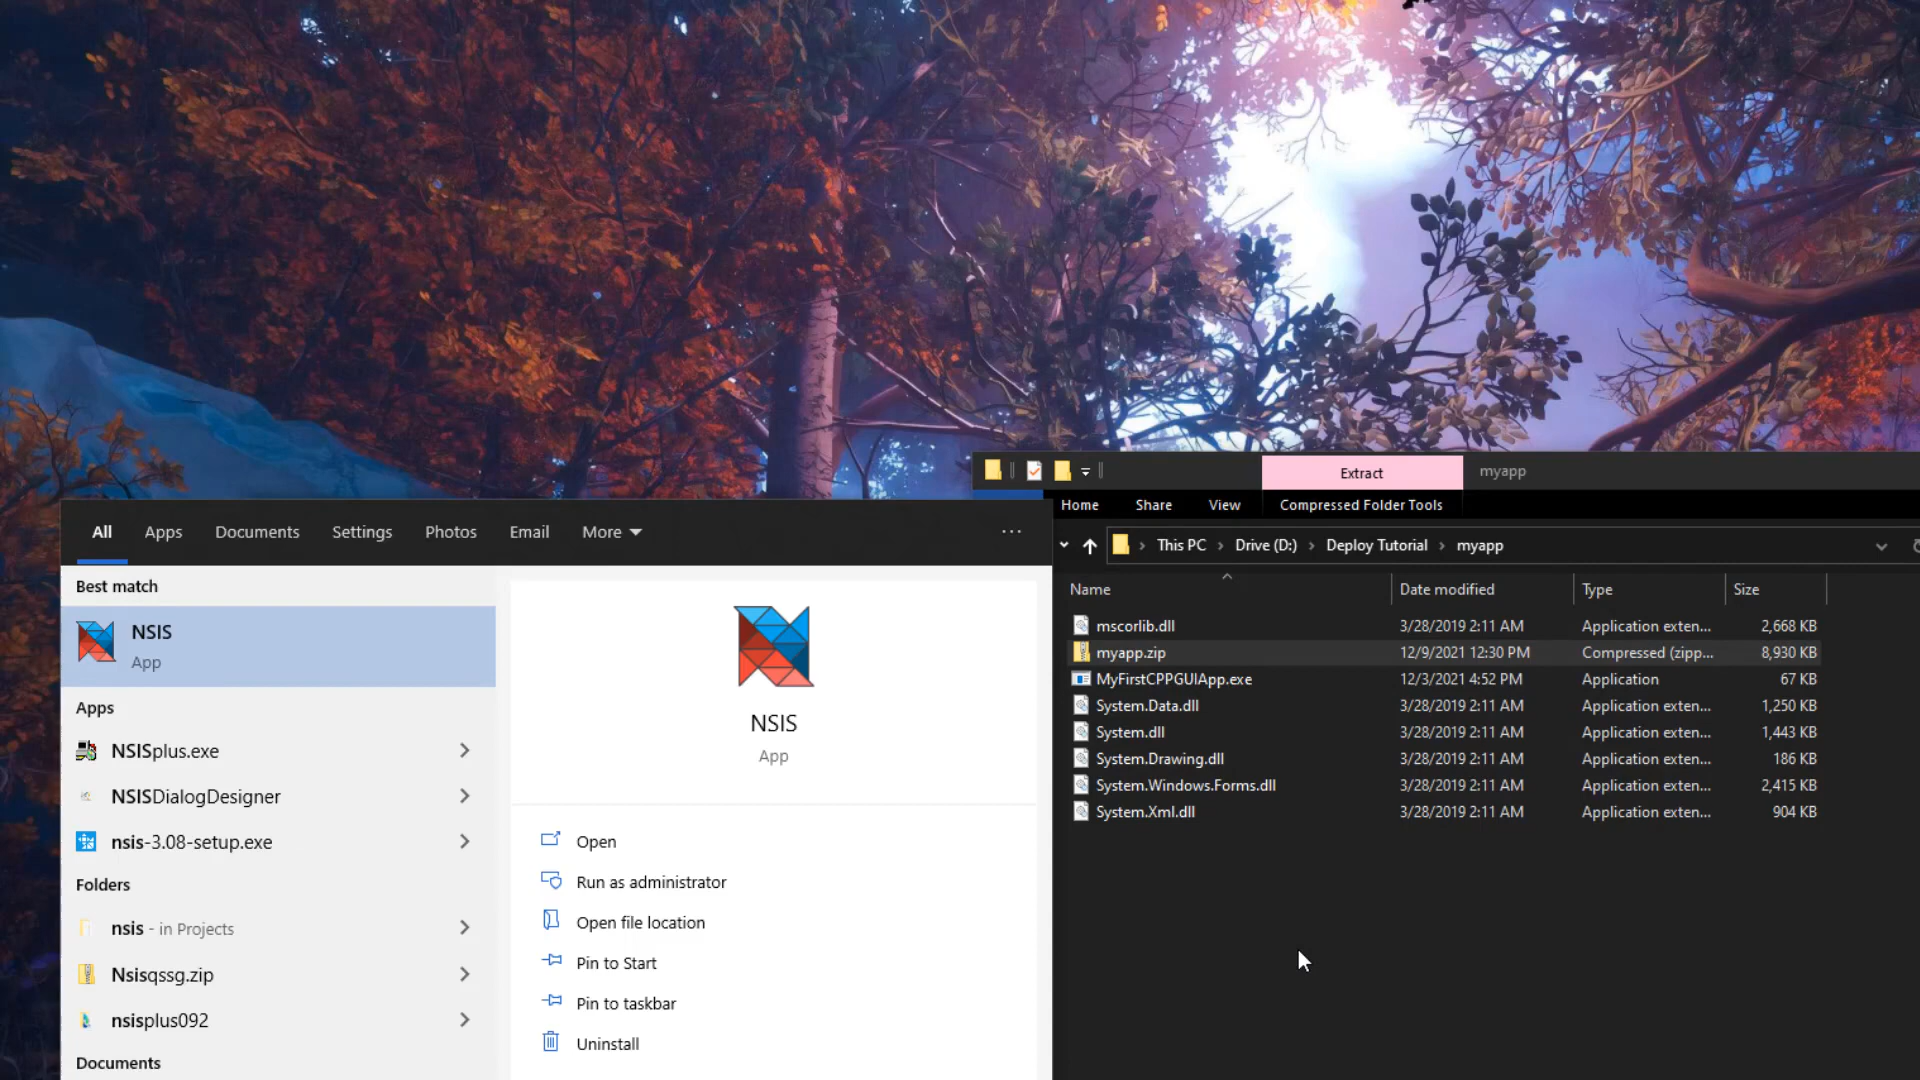 Extract
myapp
Home
Share
View
Compressed Folder Tools
This PC
Drive (D:)
Deploy Tutorial
myapp
Name
Date modified
Type
Size
mscorlib.dll 3/28/2019 2:11 AM Application exten... 2,668 KB
myapp.zip 12/9/2021 12:30 PM Compressed (zipp... 8,930 KB
MyFirstCPPGUIApp.exe 12/3/2021 4:52 PM Application 67 KB
System.Data.dll 3/28/2019 2:11 AM Application exten... 1,250 KB
System.dll 3/28/2019 2:11 AM Application exten... 1,443 KB
System.Drawing.dll 3/28/2019 2:11 AM Application exten... 186 KB
System.Windows.Forms.dll 3/28/2019 2:11 AM Application exten... 2,415 KB
System.Xml.dll 3/28/2019 2:11 AM Application exten... 904 KB
All
Apps
Documents
Settings
Photos
Email
More
Best match
NSIS
App
Apps
NSISplus.exe
NSISDialogDesigner
nsis-3.08-setup.exe
Folders
nsis - in Projects
Nsisqssg.zip
nsisplus092
Documents
NSIS
App
Open
Run as administrator
Open file location
Pin to Start
Pin to taskbar
Uninstall